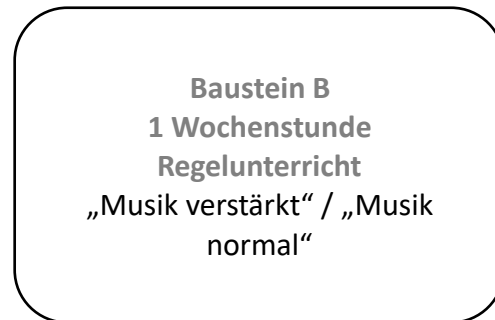 Baustein B
1 Wochenstunde
Regelunterricht
„Musik verstärkt“ / „Musik
normal“